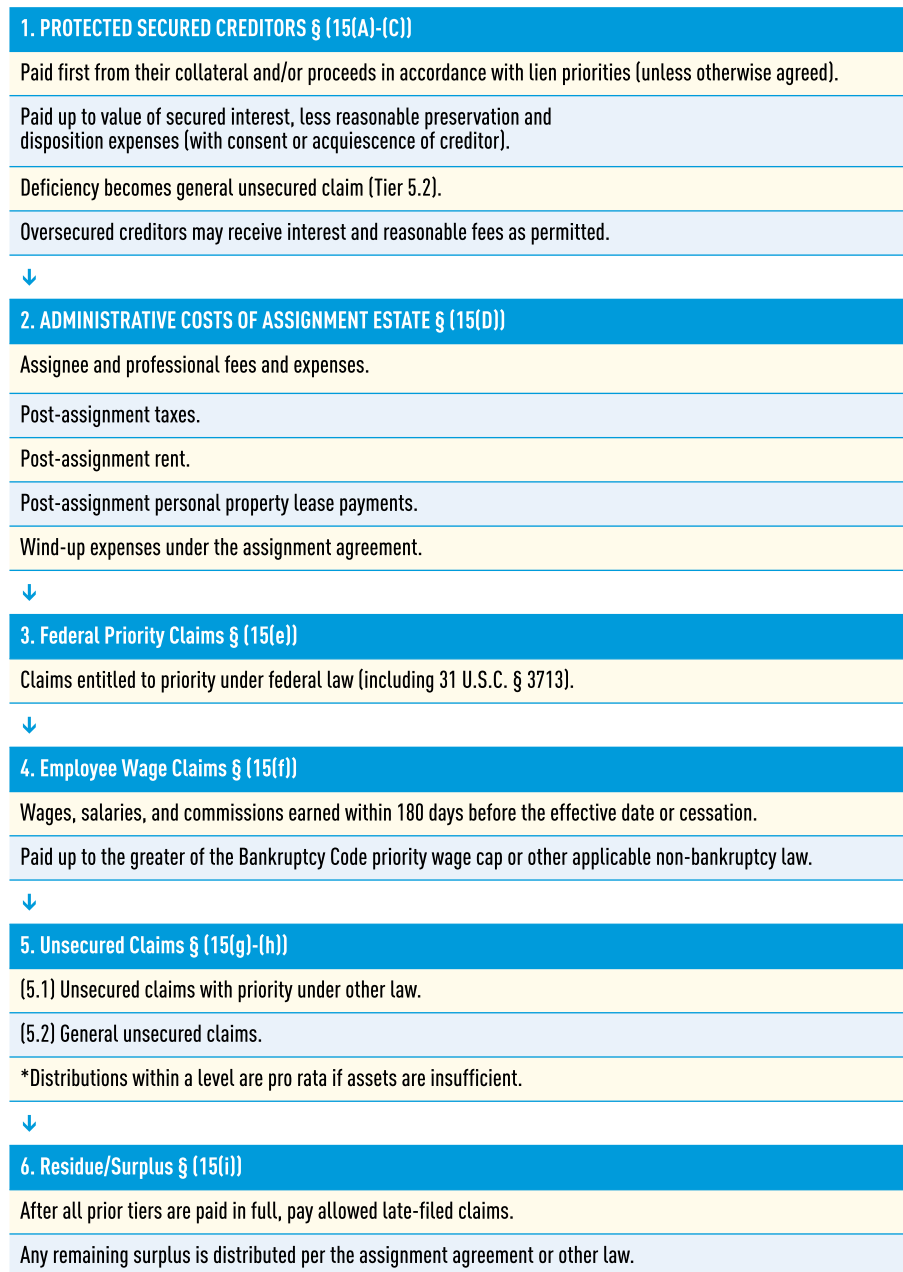 1. PROTECTED SECURED CREDITORS § (15(A)-(C))
Paid first from their collateral and/or proceeds in accordance with lien priorities (unless otherwise agreed).
Paid up to value of secured interest, less reasonable preservation and
disposition expenses (with consent or acquiescence of creditor).
Deficiency becomes general unsecured claim (Tier 5.2).
Oversecured creditors may receive interest and reasonable fees as permitted.
↓
2. ADMINISTRATIVE COSTS OF ASSIGNMENT ESTATE § (15(D))
Assignee and professional fees and expenses.
Post-assignment taxes.
Post-assignment rent.
Post-assignment personal property lease payments.
Wind-up expenses under the assignment agreement.
↓
3. Federal Priority Claims § (15(e))
Claims entitled to priority under federal law (including 31 U.S.C. § 3713).
↓
4. Employee Wage Claims § (15(f))
Wages, salaries, and commissions earned within 180 days before the effective date or cessation.
Paid up to the greater of the Bankruptcy Code priority wage cap or other applicable non-bankruptcy law.
↓
5. Unsecured Claims § (15(g)-(h))
(5.1) Unsecured claims with priority under other law.
(5.2) General unsecured claims.
*Distributions within a level are pro rata if assets are insufficient.
↓
6. Residue/Surplus § (15(i))
After all prior tiers are paid in full, pay allowed late-filed claims.
Any remaining surplus is distributed per the assignment agreement or other law.